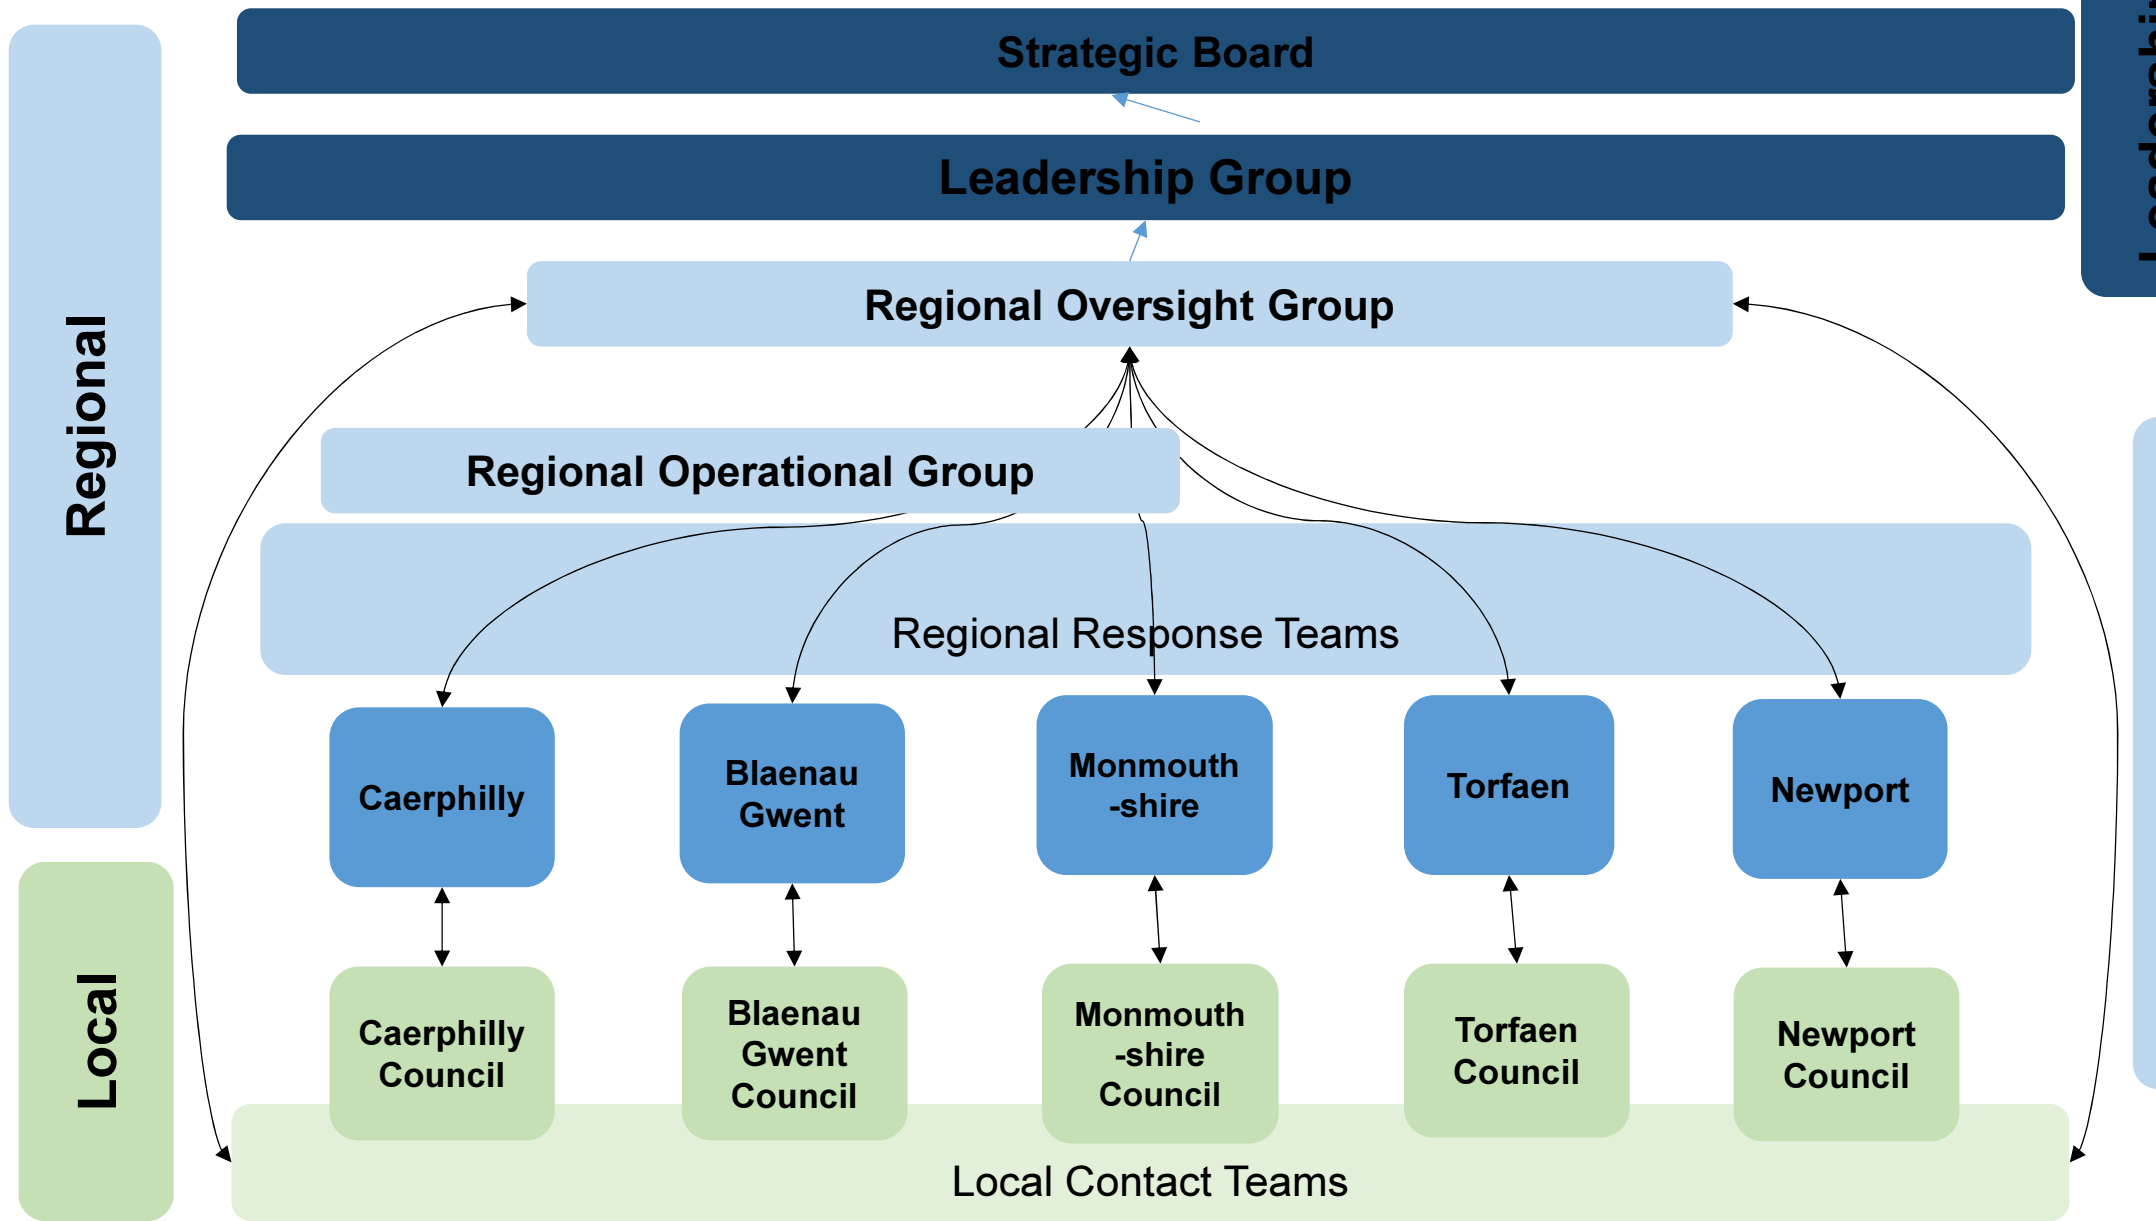 Strategic Board
Leadership Group
Regional Oversight Group
Regional
Regional Operational Group
Regional Response Teams
Caerphilly
Blaenau
Gwent
Monmouth
-shire
Torfaen
Newport
Local
Caerphilly
Council
Blaenau
Gwent
Council
Monmouth
-shire
Council
Torfaen
Council
Newport
Council
Local Contact Teams